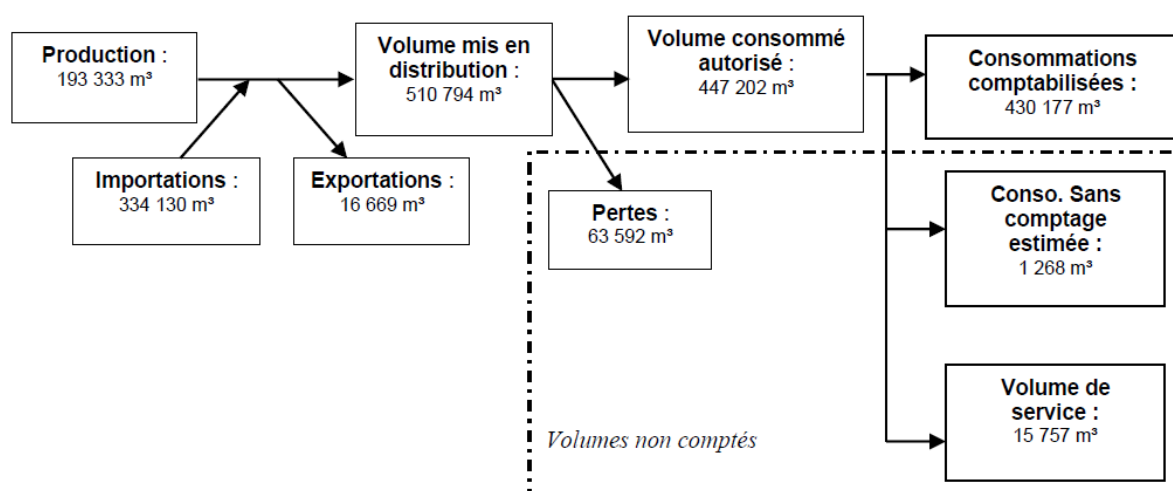 Production :
193 333 m³
Volume mis en
distribution :
510 794 m³
Volume consommé
autorisé :
447 202 m³
Consommations
comptabilisées :
430 177 m³
Importations :
334 130 m³
Exportations :
16 669 m³
Pertes :
63 592 m³
Conso. Sans
comptage
estimée :
1 268 m³
Volume de
service :
15 757 m³
Volumes non comptés